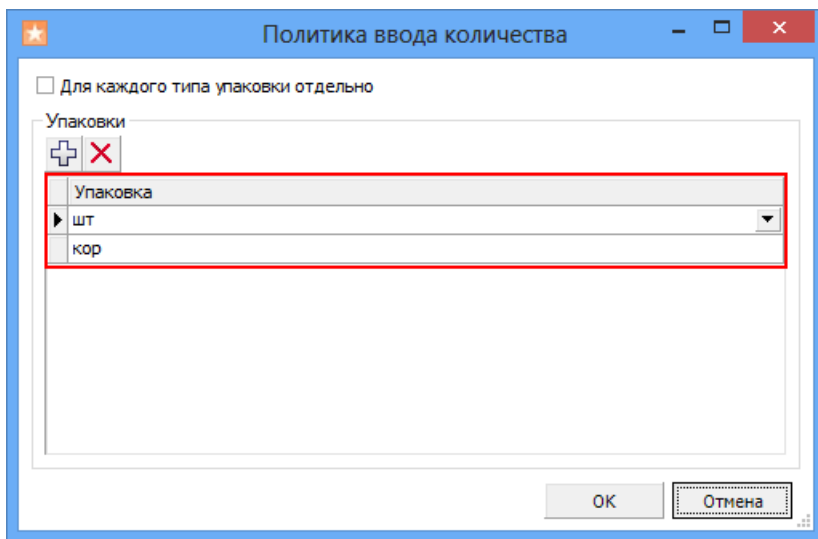 Политика ввода количества
Для каждого типа упаковки отдельно
Упаковки
Упаковка
шт
кор
ОК
Отмена